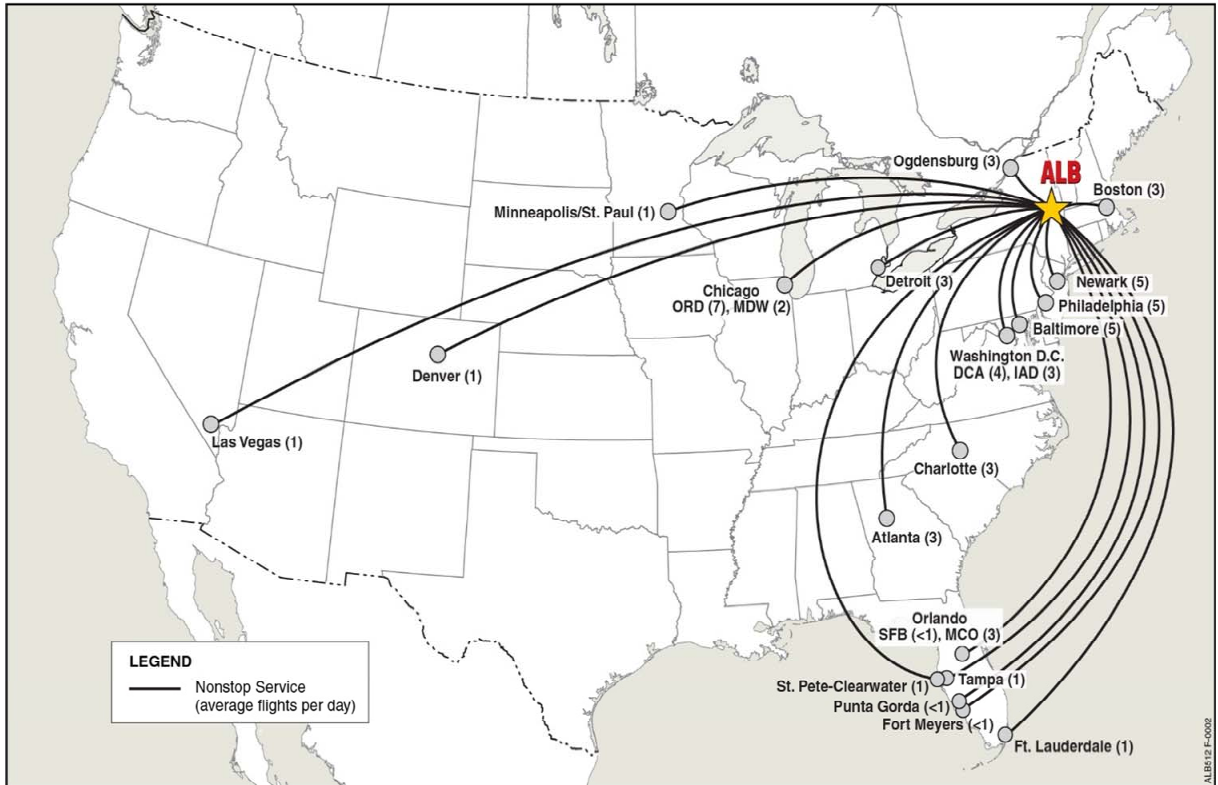 Ogdensburg (3)
ALB
Boston (3)
Minneapolis/St. Paul (1)
Detroit (3)
Newark (5)
Chicago
ORD (7), MDW (2)
Philadelphia (5)
Baltimore (5)
Washington D.C.
DCA (4), IAD (3)
Denver (1)
Las Vegas (1)
Charlotte (3)
Atlanta (3)
Orlando
SFB (<1), MCO (3)
Tampa (1)
St. Pete-Clearwater (1)
Punta Gorda (<1)
Fort Meyers (<1)
Ft. Lauderdale (1)
LEGEND
Nonstop Service
(average flights per day)
ALB512 F-0002